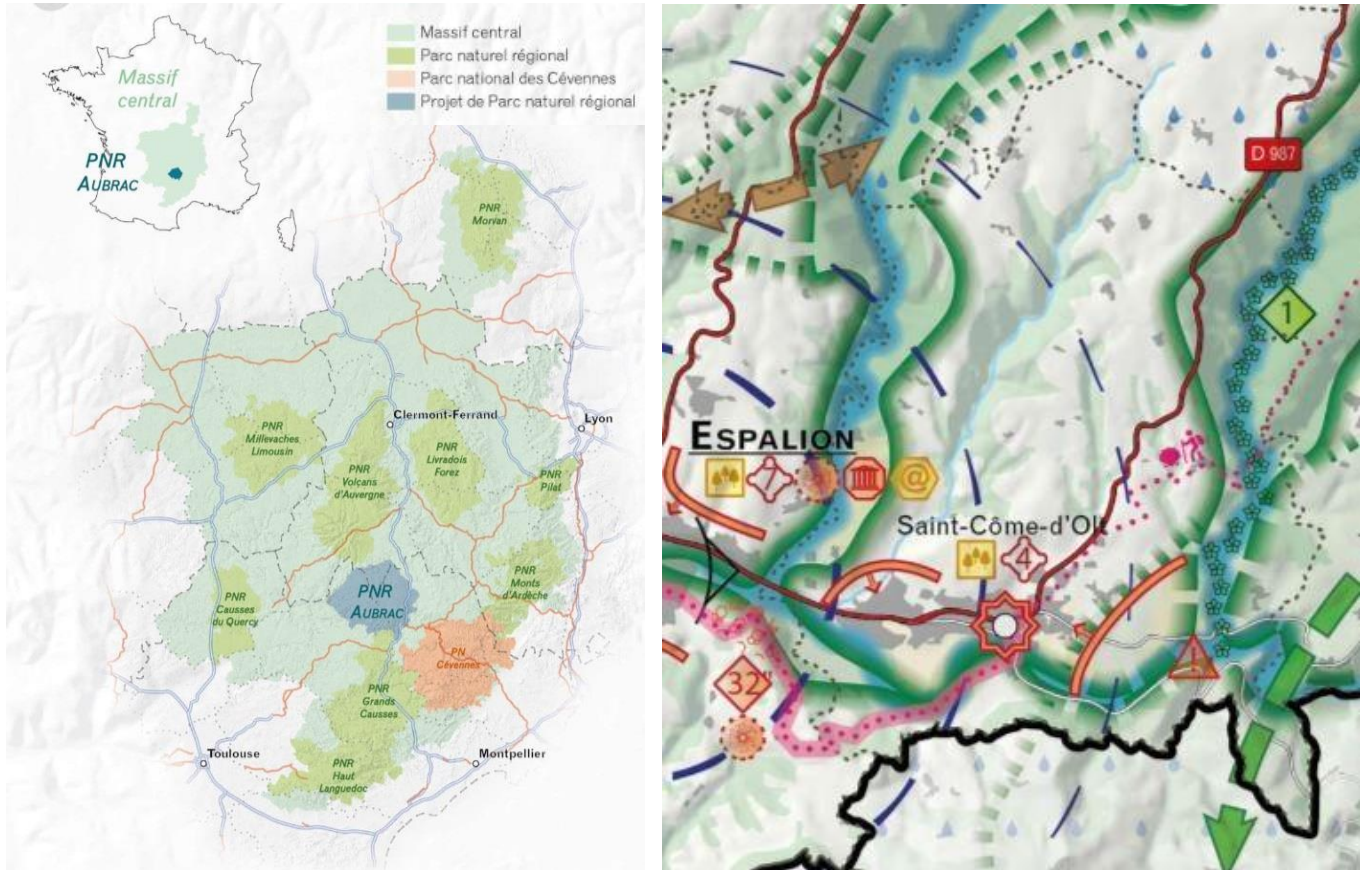 Massif central
Parc naturel régional
Parc national des Cévennes
Projet de Parc naturel régional
Massif
central
PNR
AUBRAC
PNR
Morvan
Clermont-Ferrand
Lyon
PNR
Millevaches
Limousin
PNR
Volcans
d'Auvergne
PNR
Livradois
Forez
PNR
Pilat
PNR
Monts
d'Ardèche
PNR
AUBRAC
PNR
Causses
du Quercy
PN
Cévennes
PNR
Grands
Causses
Toulouse
Montpellier
PNR
Haut
Languedoc
D 987
1
ESPALION
7
@
Saint-Côme-d'Olt
4
32"